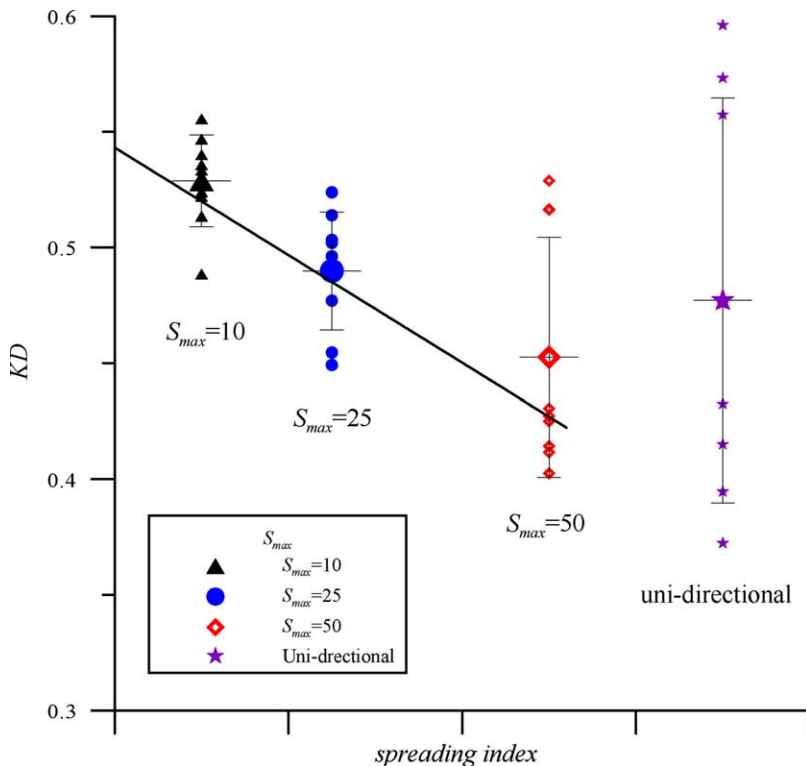 0.6
0.5
0.4
0.3
KD
Smax=10
Smax=25
Smax=50
uni-directional
Smax
Smax=10
Smax=25
Smax=50
Uni-drectional
spreading index